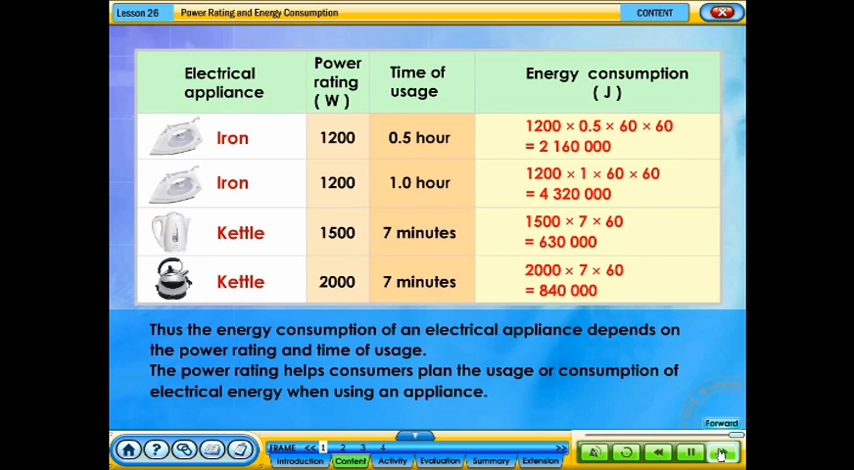 Lesson 26
Power Rating and Energy Consumption
CONTENT
Electrical appliance
Power rating ( W )
Time of usage
Energy consumption ( J )
Iron
1200
0.5 hour
1200 × 0.5 × 60 × 60
= 2 160 000
Iron
1200
1.0 hour
1200 × 1 × 60 × 60
= 4 320 000
Kettle
1500
7 minutes
1500 × 7 × 60
= 630 000
Kettle
2000
7 minutes
2000 × 7 × 60
= 840 000
Thus the energy consumption of an electrical appliance depends on
the power rating and time of usage.
The power rating helps consumers plan the usage or consumption of
electrical energy when using an appliance.
Forward
FRAME << 1 2 3 4 >>
Introduction Content Activity Evaluation Summary Extension